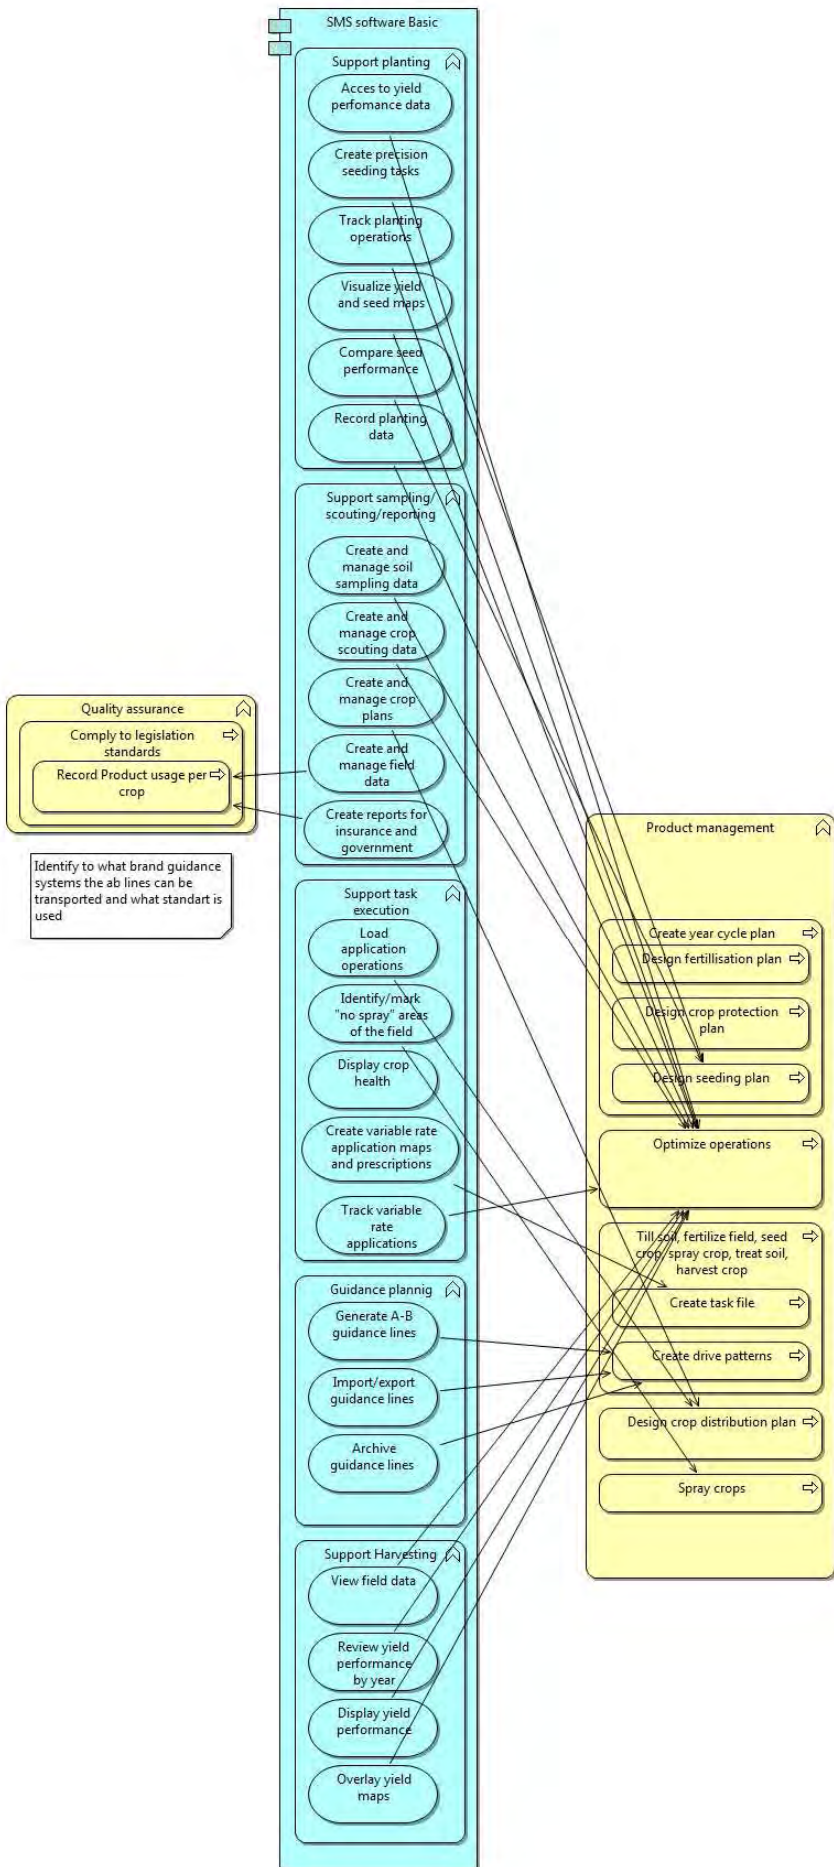 SMS software Basic
Support planting
Acces to yield
perfomance data
Create precision
seeding tasks
Track planting
operations
Visualize yield
and seed maps
Compare seed
performance
Record planting
data
Support sampling/
scouting/reporting
Create and
manage soil
sampling data
Create and
manage crop
scouting data
Create and
manage crop
plans
Create and
manage field
data
Create reports for
insurance and
government
Quality assurance
Comply to legislation
standards
Record Product usage per
crop
Identify to what brand guidance
systems the ab lines can be
transported and what standart is
used
Support task
execution
Load
application
operations
Identify/mark
"no spray" areas
of the field
Display crop
health
Create variable rate
application maps
and prescriptions
Track variable
rate
applications
Guidance plannig
Generate A-B
guidance lines
Import/export
guidance lines
Archive
guidance lines
Support Harvesting
View field data
Review yield
performance
by year
Display yield
performance
Overlay yield
maps
Product management
Create year cycle plan
Design fertillisation plan
Design crop protection
plan
Design seeding plan
Optimize operations
Till soil, fertilize field, seed
crop, spray crop, treat soil,
harvest crop
Create task file
Create drive patterns
Design crop distribution plan
Spray crops